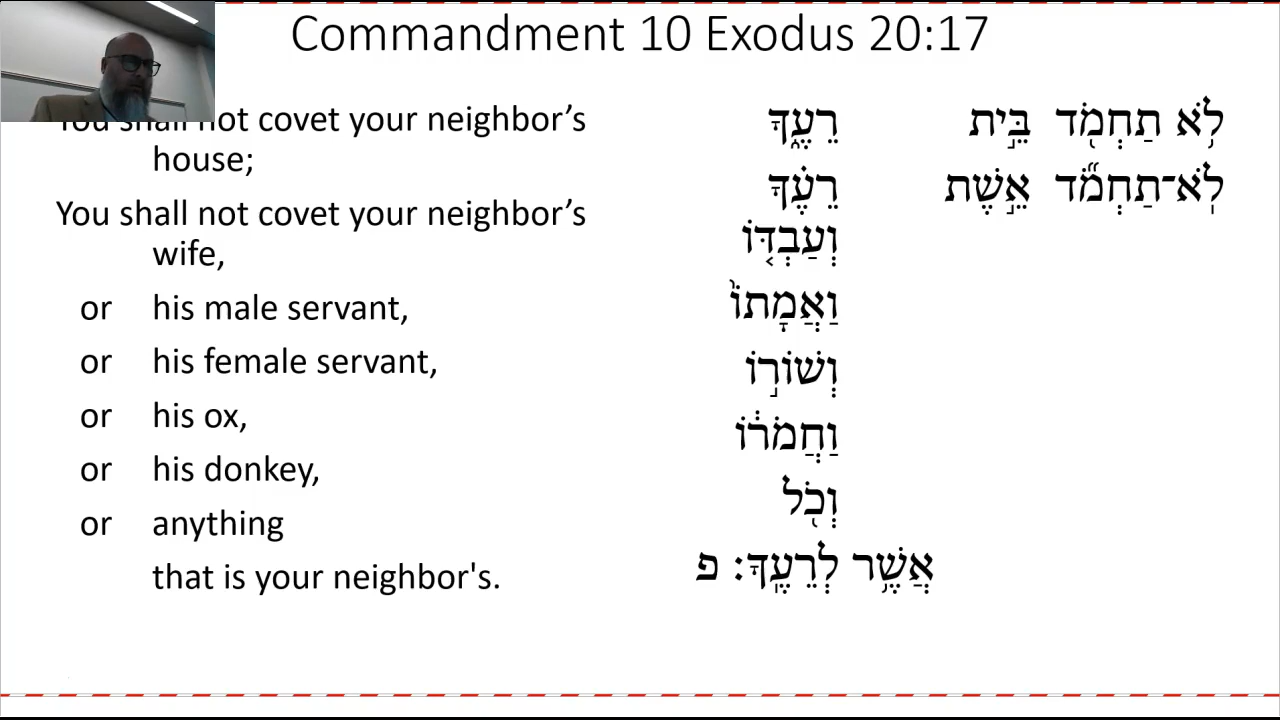 Commandment 10 Exodus 20:17
You shall not covet your neighbor’s
house;
You shall not covet your neighbor’s
wife,
or his male servant,
or his female servant,
or his ox,
or his donkey,
or anything
that is your neighbor's.
לֹ֥א תַחְמֹ֖ד בֵּ֣ית רֵעֶ֑ךָ
לֹֽא־תַחְמֹ֞ד אֵ֣שֶׁת רֵעֶ֗ךָ
וְעַבְדּ֤וֹ
וַאֲמָתוֹ֙
וְשׁוֹר֣וֹ
וַחֲמֹר֔וֹ
וְכֹ֖ל
אֲשֶׁ֥ר לְרֵעֶֽךָ׃ פ